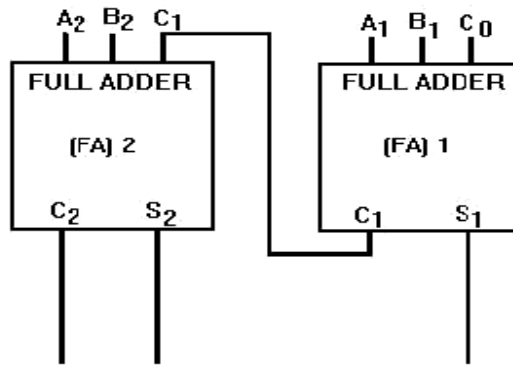 A2 B2 C1
FULL ADDER
(FA) 2
C2 S2
A1 B1 C0
FULL ADDER
(FA) 1
C1 S1